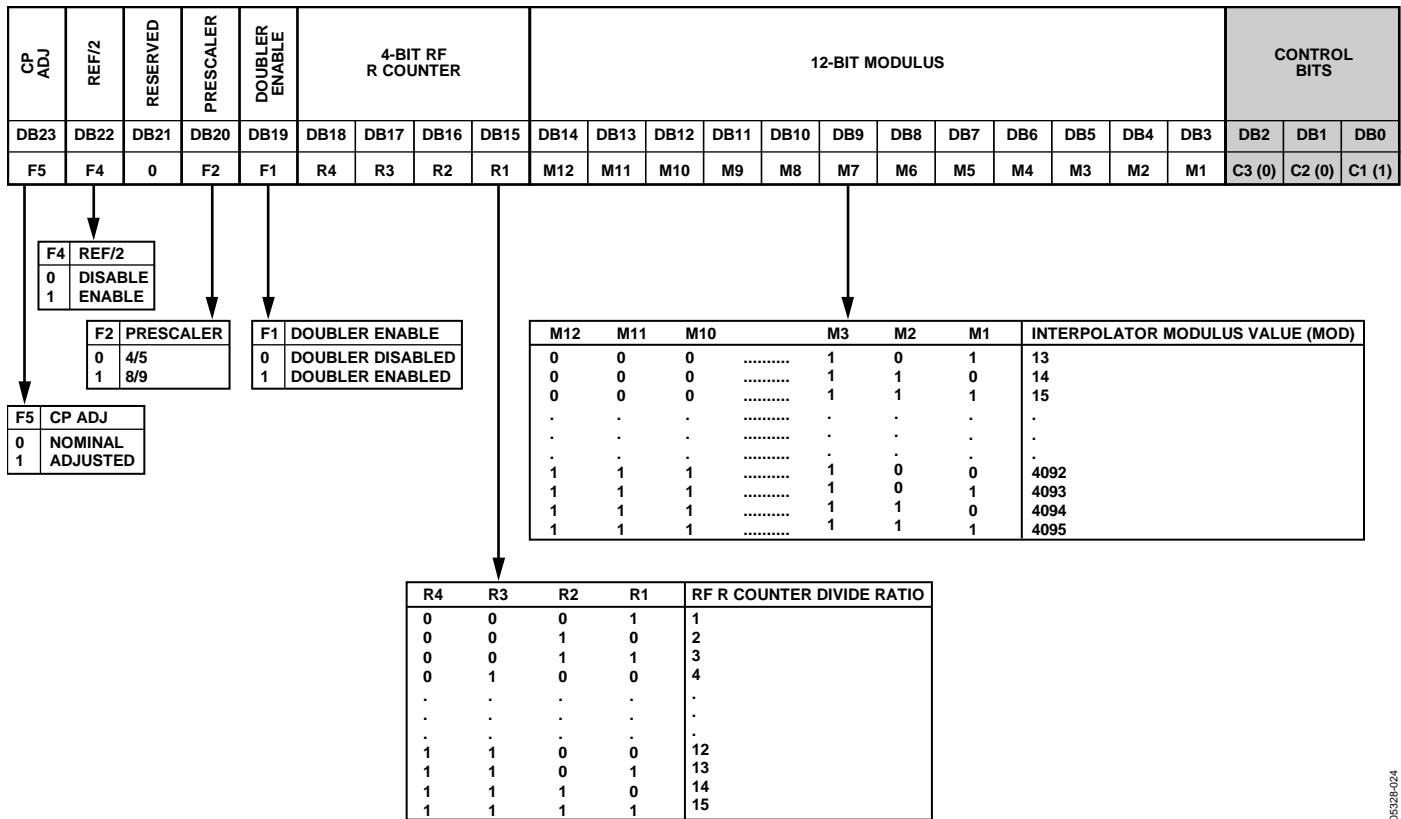 CP ADJ
REF/2
RESERVED
PRESCALER
DOUBLER ENABLE
4-BIT RF
R COUNTER
12-BIT MODULUS
CONTROL
BITS
DB23 DB22 DB21 DB20 DB19 DB18 DB17 DB16 DB15 DB14 DB13 DB12 DB11 DB10 DB9 DB8 DB7 DB6 DB5 DB4 DB3 DB2 DB1 DB0
F5 F4 0 F2 F1 R4 R3 R2 R1 M12 M11 M10 M9 M8 M7 M6 M5 M4 M3 M2 M1 C3 (0) C2 (0) C1 (1)
F4 REF/2
0 DISABLE
1 ENABLE
F2 PRESCALER
0 4/5
1 8/9
F1 DOUBLER ENABLE
0 DOUBLER DISABLED
1 DOUBLER ENABLED
F5 CP ADJ
0 NOMINAL
1 ADJUSTED
M12 M11 M10 M3 M2 M1 INTERPOLATOR MODULUS VALUE (MOD)
0 0 0 .......... 1 0 1 13
0 0 0 .......... 1 1 0 14
0 0 0 .......... 1 1 1 15
. . . .......... . . . .
. . . .......... . . . .
. . . .......... . . . .
1 1 1 .......... 1 0 0 4092
1 1 1 .......... 1 0 1 4093
1 1 1 .......... 1 1 0 4094
1 1 1 .......... 1 1 1 4095
R4 R3 R2 R1 RF R COUNTER DIVIDE RATIO
0 0 0 1 1
0 0 1 0 2
0 0 1 1 3
0 1 0 0 4
. . . . .
. . . . .
. . . . .
1 1 0 0 12
1 1 0 1 13
1 1 1 0 14
1 1 1 1 15
05328-024